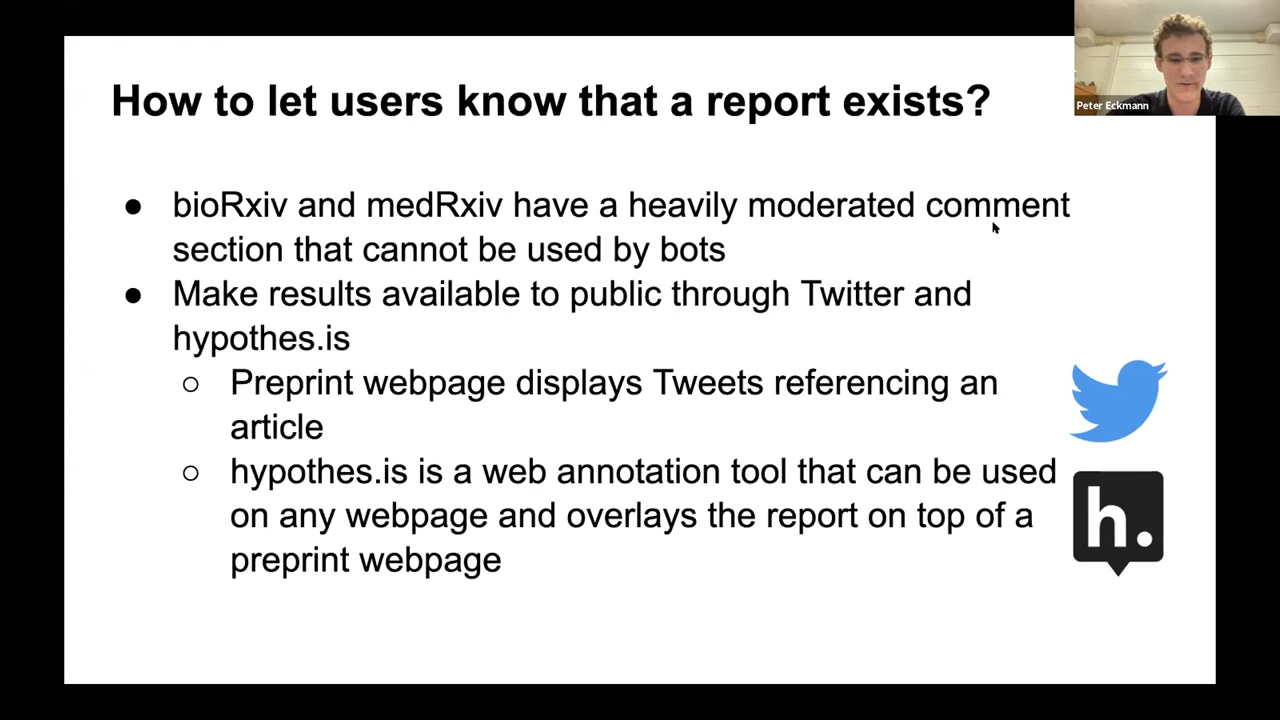 How to let users know that a report exists?
Peter Eckmann
● bioRxiv and medRxiv have a heavily moderated comment
section that cannot be used by bots
● Make results available to public through Twitter and
hypothes.is
○ Preprint webpage displays Tweets referencing an
article
○ hypothes.is is a web annotation tool that can be used
on any webpage and overlays the report on top of a
preprint webpage
h.